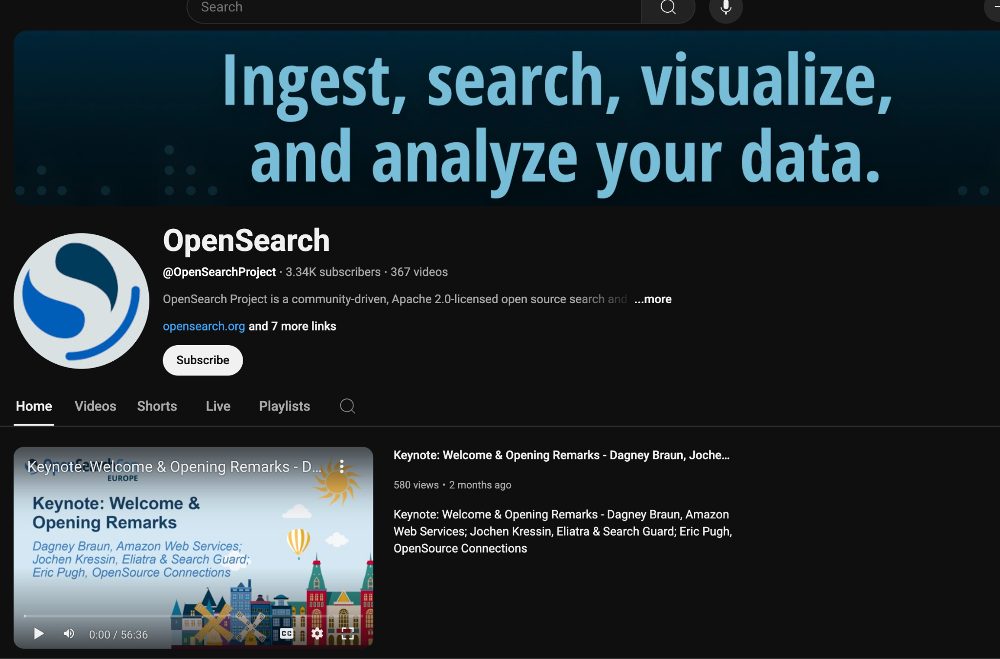 Search
Ingest, search, visualize,
and analyze your data.
OpenSearch
@OpenSearchProject · 3.34K subscribers · 367 videos
OpenSearch Project is a community-driven, Apache 2.0-licensed open source search and ...more
opensearch.org and 7 more links
Subscribe
Home Videos Shorts Live Playlists
Keynote: Welcome & Opening Remarks - D...
OpenSearchCon
EUROPE
Keynote: Welcome &
Opening Remarks
Dagney Braun, Amazon Web Services;
Jochen Kressin, Eliatra & Search Guard;
Eric Pugh, OpenSource Connections
0:00 / 56:36
CC
Keynote: Welcome & Opening Remarks - Dagney Braun, Joche...
580 views • 2 months ago
Keynote: Welcome & Opening Remarks - Dagney Braun, Amazon
Web Services; Jochen Kressin, Eliatra & Search Guard; Eric Pugh,
OpenSource Connections